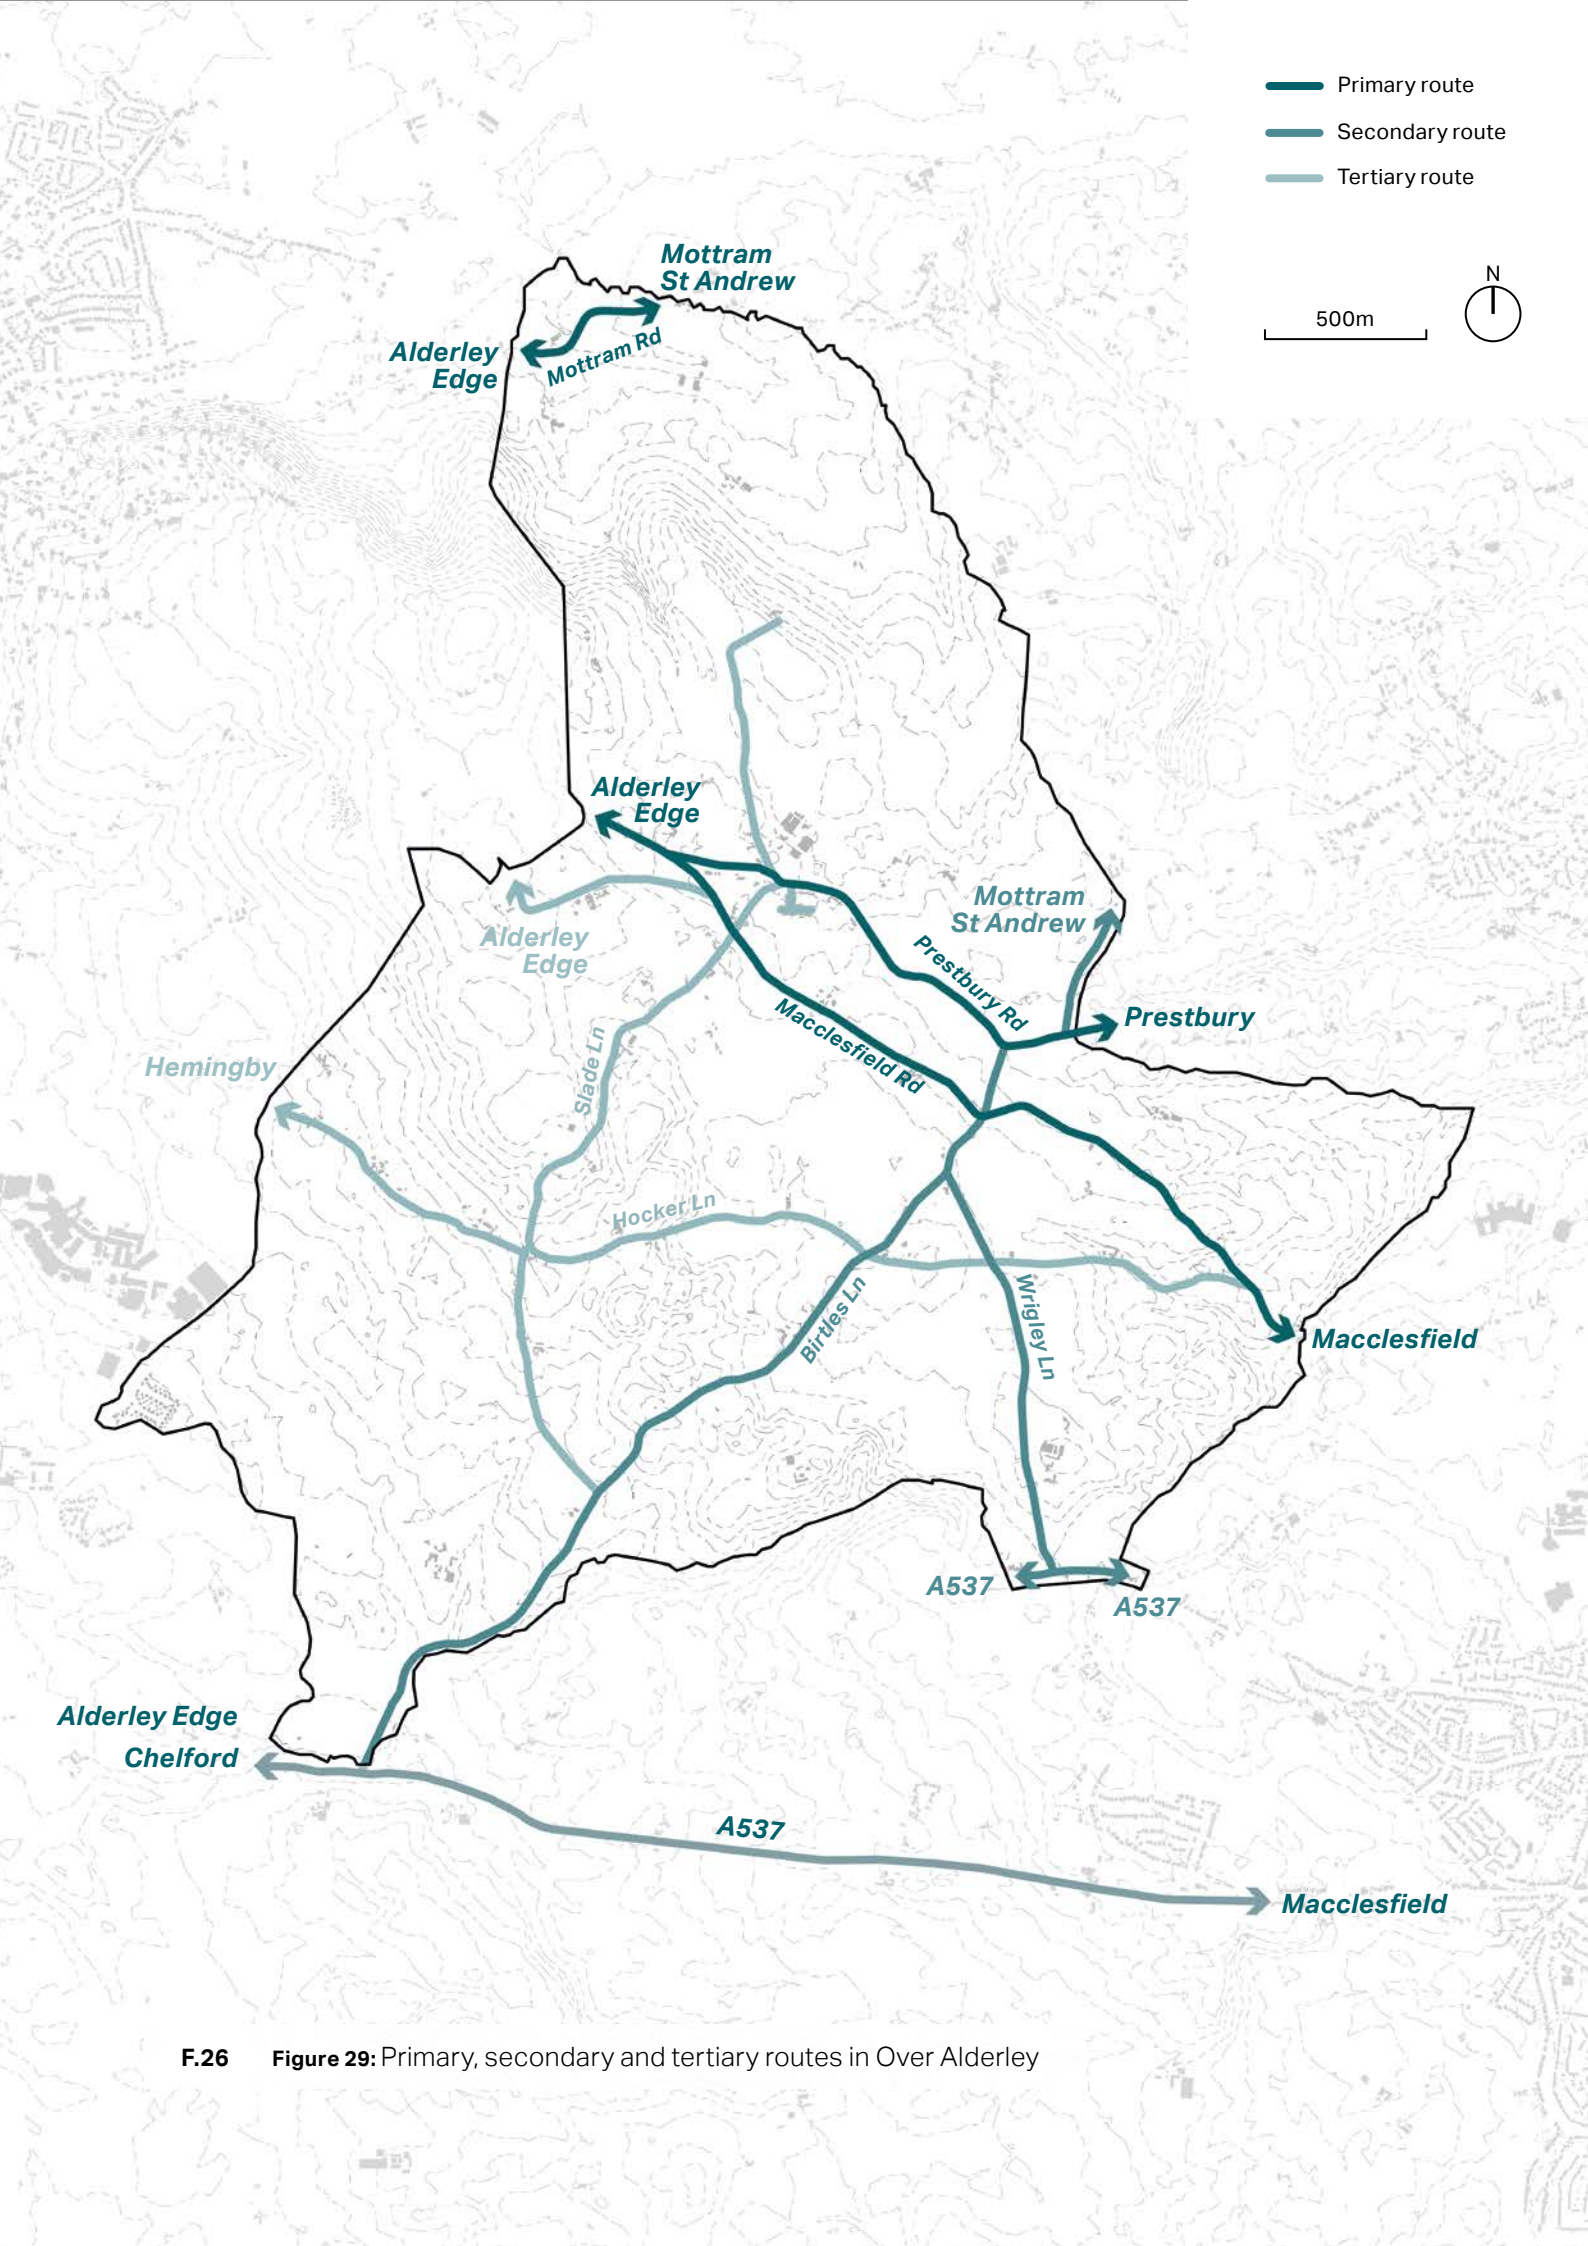 Primary route
Secondary route
Tertiary route
N
500m
Mottram
St Andrew
Alderley
Edge
Mottram Rd
Alderley
Edge
Mottram
St Andrew
Alderley
Edge
Prestbury Rd
Prestbury
Macclesfield Rd
Slade Ln
Hemingby
Hocker Ln
Birtles Ln
Wrigley Ln
Macclesfield
A537
A537
Alderley Edge
Chelford
A537
Macclesfield
F.26 Figure 29: Primary, secondary and tertiary routes in Over Alderley